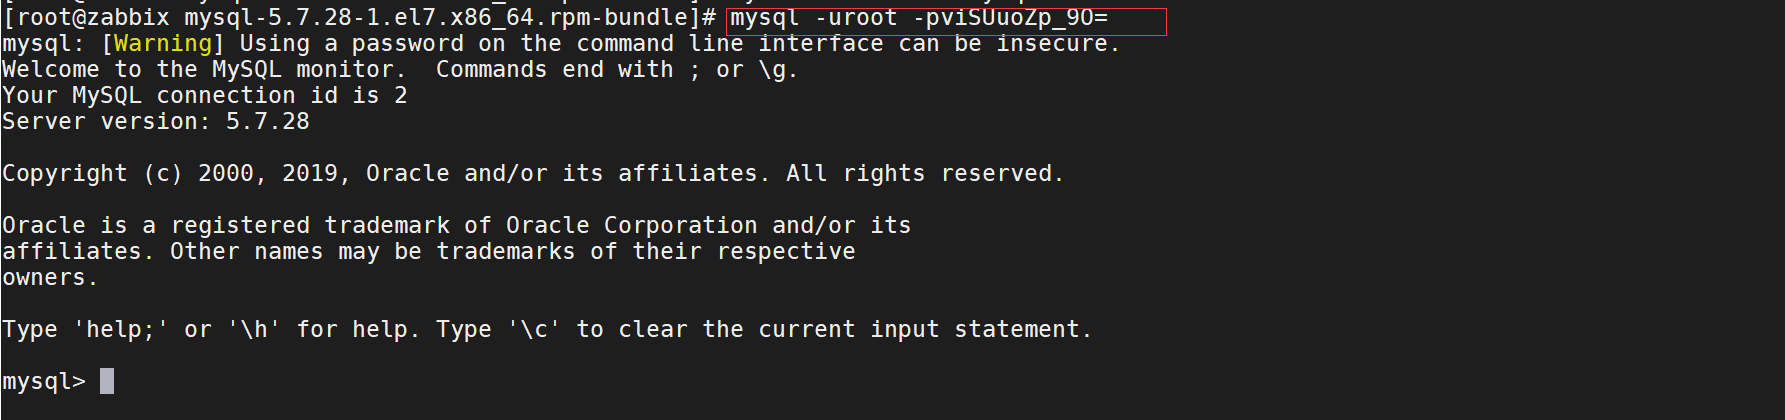 [root@zabbix mysql-5.7.28-1.el7.x86_64.rpm-bundle]# mysql -uroot -pviSUuoZp_9O=
mysql: [Warning] Using a password on the command line interface can be insecure.
Welcome to the MySQL monitor.  Commands end with ; or \g.
Your MySQL connection id is 2
Server version: 5.7.28
Copyright (c) 2000, 2019, Oracle and/or its affiliates. All rights reserved.
Oracle is a registered trademark of Oracle Corporation and/or its
affiliates. Other names may be trademarks of their respective
owners.
Type 'help;' or '\h' for help. Type '\c' to clear the current input statement.
mysql>